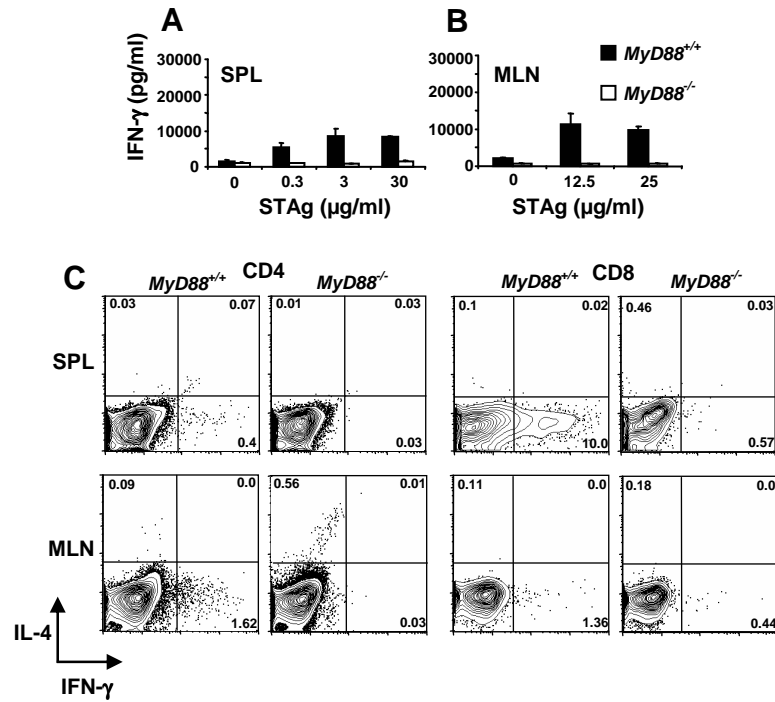 A
B
30000
20000
10000
0
IFN-γ (pg/ml)
SPL
0 0.3 3 30
STAg (µg/ml)
30000
20000
10000
0
MLN
0 12.5 25
STAg (µg/ml)
MyD88+/+
MyD88-/-
C
CD4
CD8
MyD88+/+ MyD88-/- MyD88+/+ MyD88-/-
SPL
0.03 0.07 0.01 0.03 0.1 0.02 0.46 0.03
0.4 0.03 10.0 0.57
MLN
0.09 0.0 0.56 0.01 0.11 0.0 0.18 0.0
1.62 0.03 1.36 0.44
IL-4
IFN-γ